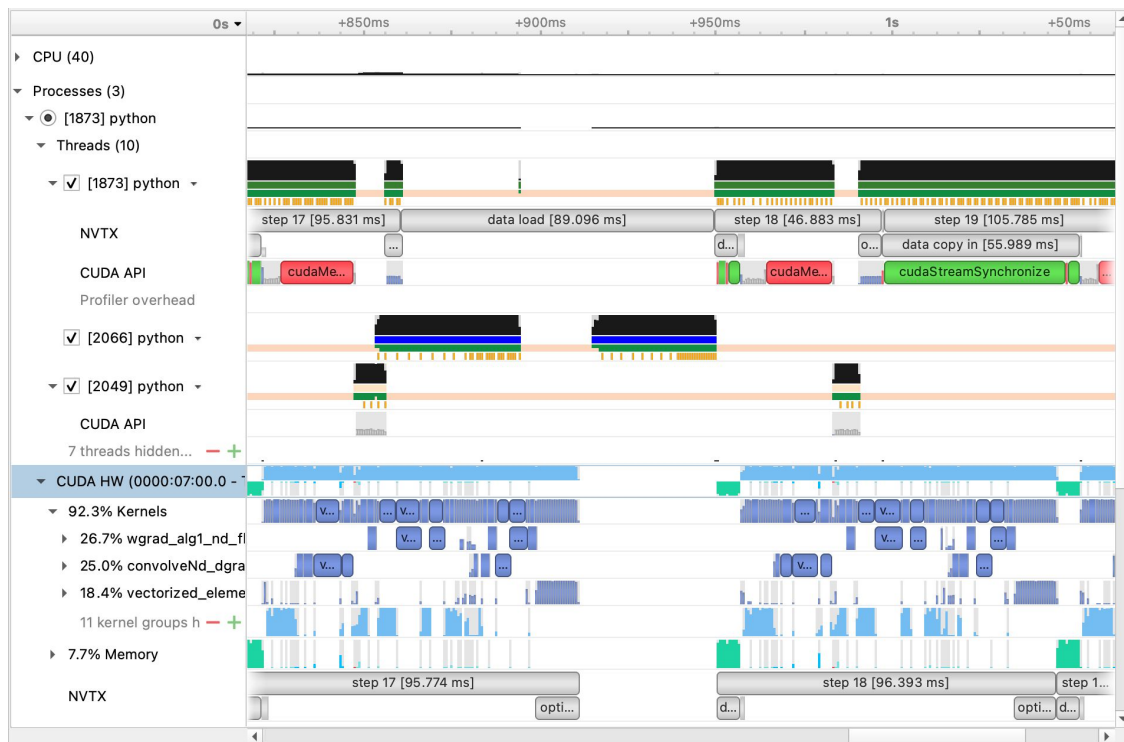 0s +850ms +900ms +950ms 1s +50ms
CPU (40)
Processes (3)
[1873] python
Threads (10)
[1873] python
NVTX
step 17 [95.831 ms] data load [89.096 ms] step 18 [46.883 ms] step 19 [105.785 ms]
... d... o... data copy in [55.989 ms]
CUDA API
cudaMe... cudaMe... cudaStreamSynchronize ...
Profiler overhead
[2066] python
[2049] python
CUDA API
7 threads hidden...
CUDA HW (0000:07:00.0 -
92.3% Kernels
v... ... v... ... ... ... v... ...
26.7% wgrad_alg1_nd_fl
v... ... ... v... ... ...
25.0% convolveNd_dgra
v... ... v... ...
18.4% vectorized_eleme
11 kernel groups h
7.7% Memory
NVTX
step 17 [95.774 ms] step 18 [96.393 ms] step 1...
opti... d... opti... d...